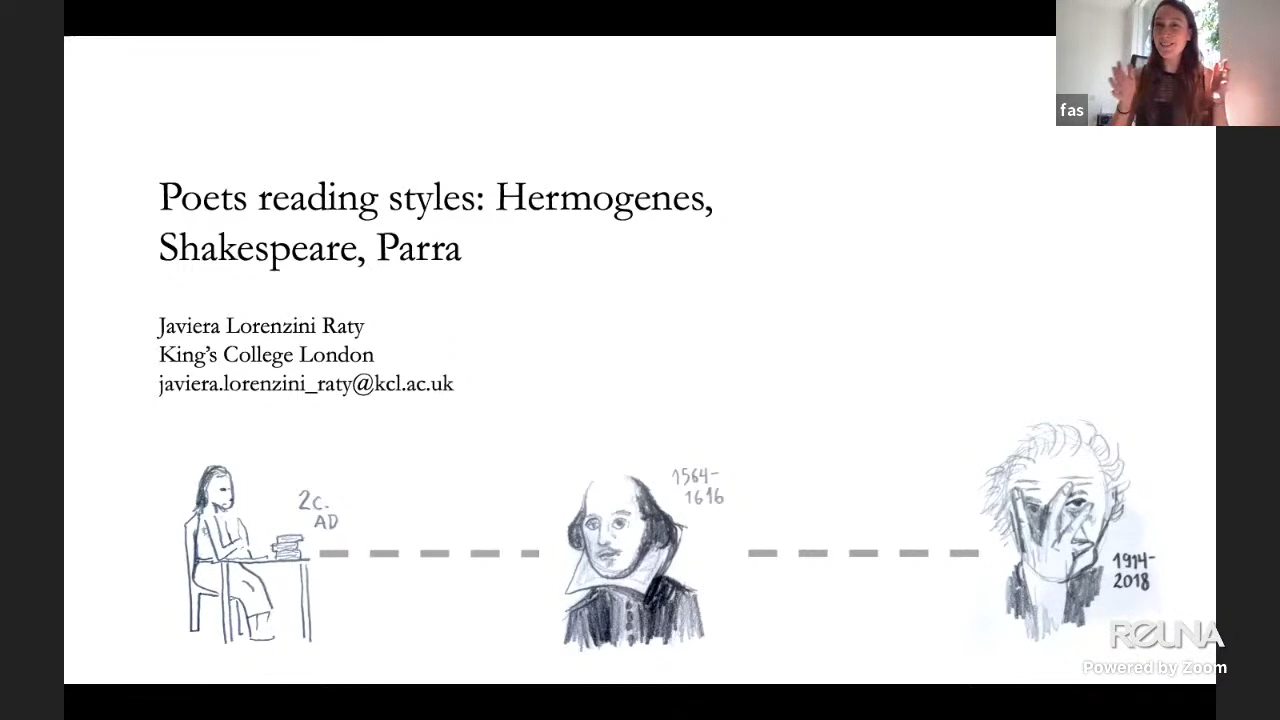 fas
Poets reading styles: Hermogenes,
Shakespeare, Parra
Javiera Lorenzini Raty
King's College London
javiera.lorenzini_raty@kcl.ac.uk
2C.
AD
1564-
1616
1914-
2018
REUNA
Powered by Zoom